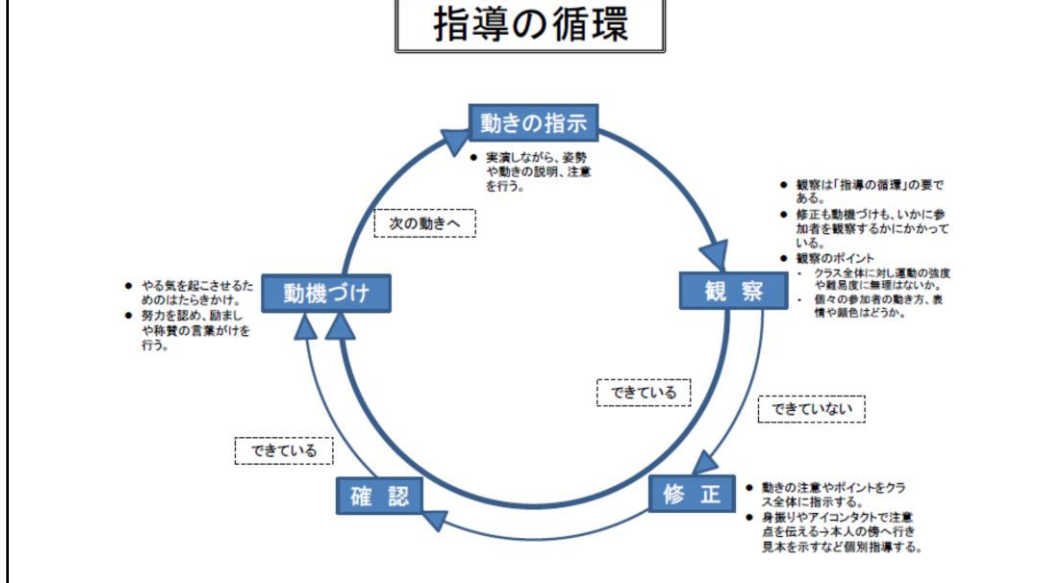 指導の循環
動きの指示
● 実演しながら、姿勢
や動きの説明、注意
を行う。
次の動きへ
● 観察は「指導の循環」の要で
ある。
● 修正も動機づけも、いかに参
加者を観察するかにかかって
いる。
● 観察のポイント
・ クラス全体に対し運動の強度
や難易度に無理はないか。
・ 個々の参加者の動き方、表
情や顔色はどうか。
観 察
動機づけ
● やる気を起こさせるた
めのはたらきかけ。
● 努力を認め、励まし
や称賛の言葉がけを
行う。
できている
できていない
できている
確 認
修 正
● 動きの注意やポイントをクラ
ス全体に指示する。
● 身振りやアイコンタクトで注意
点を伝える→本人の傍へ行き
見本を示すなど個別指導する。